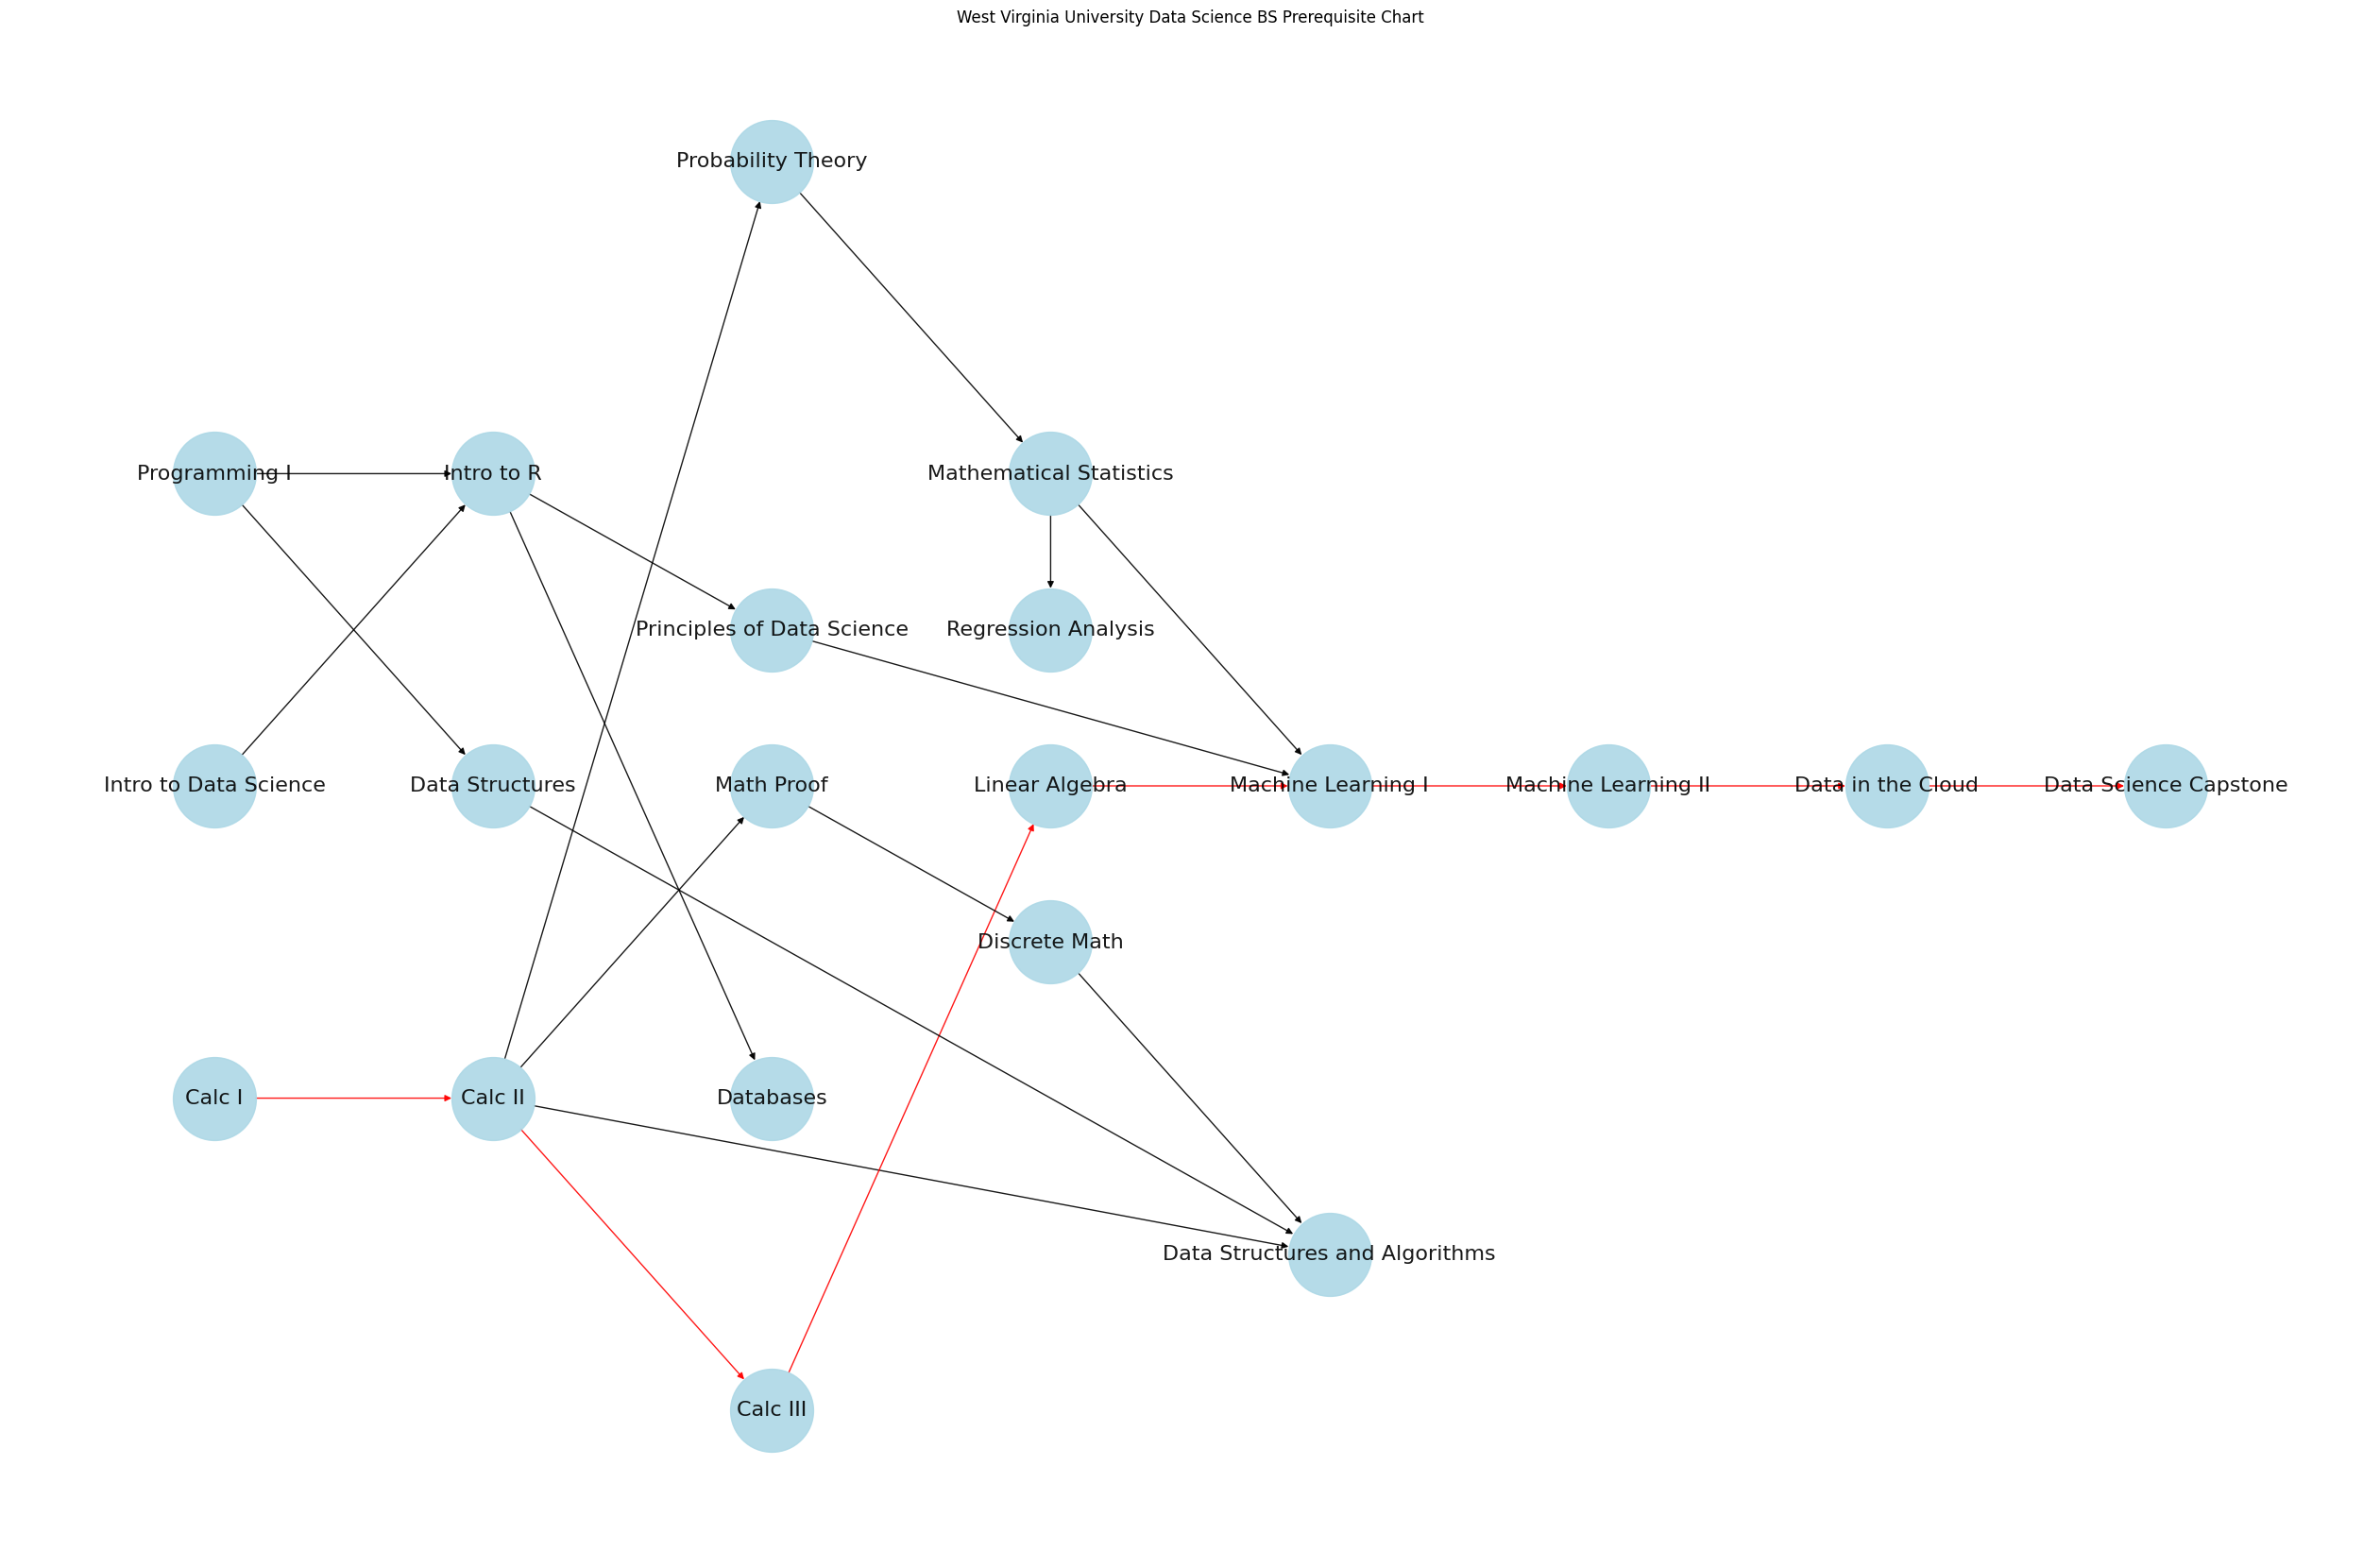 West Virginia University Data Science BS Prerequisite Chart
Probability Theory
Programming I
Intro to R
Mathematical Statistics
Principles of Data Science
Regression Analysis
Intro to Data Science
Data Structures
Math Proof
Linear Algebra
Machine Learning I
Machine Learning II
Data in the Cloud
Data Science Capstone
Discrete Math
Calc I
Calc II
Databases
Data Structures and Algorithms
Calc III